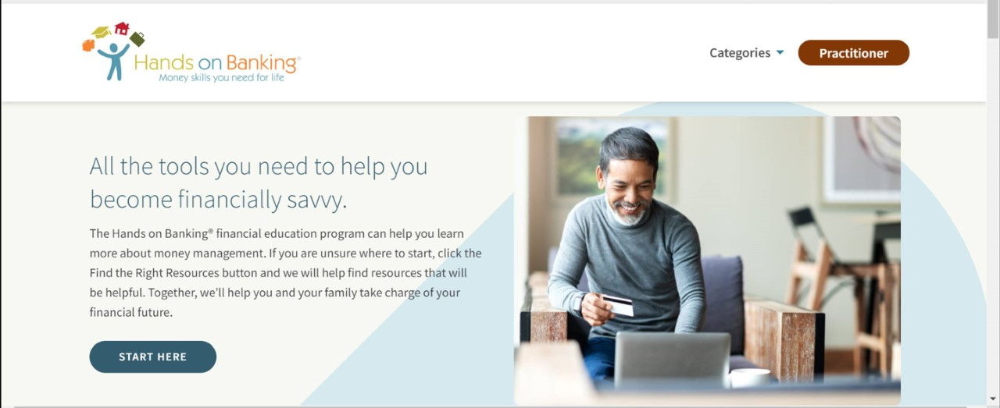 Hands on Banking®
Money skills you need for life
Categories
Practitioner
All the tools you need to help you
become financially savvy.
The Hands on Banking® financial education program can help you learn
more about money management. If you are unsure where to start, click the
Find the Right Resources button and we will help find resources that will
be helpful. Together, we’ll help you and your family take charge of your
financial future.
START HERE